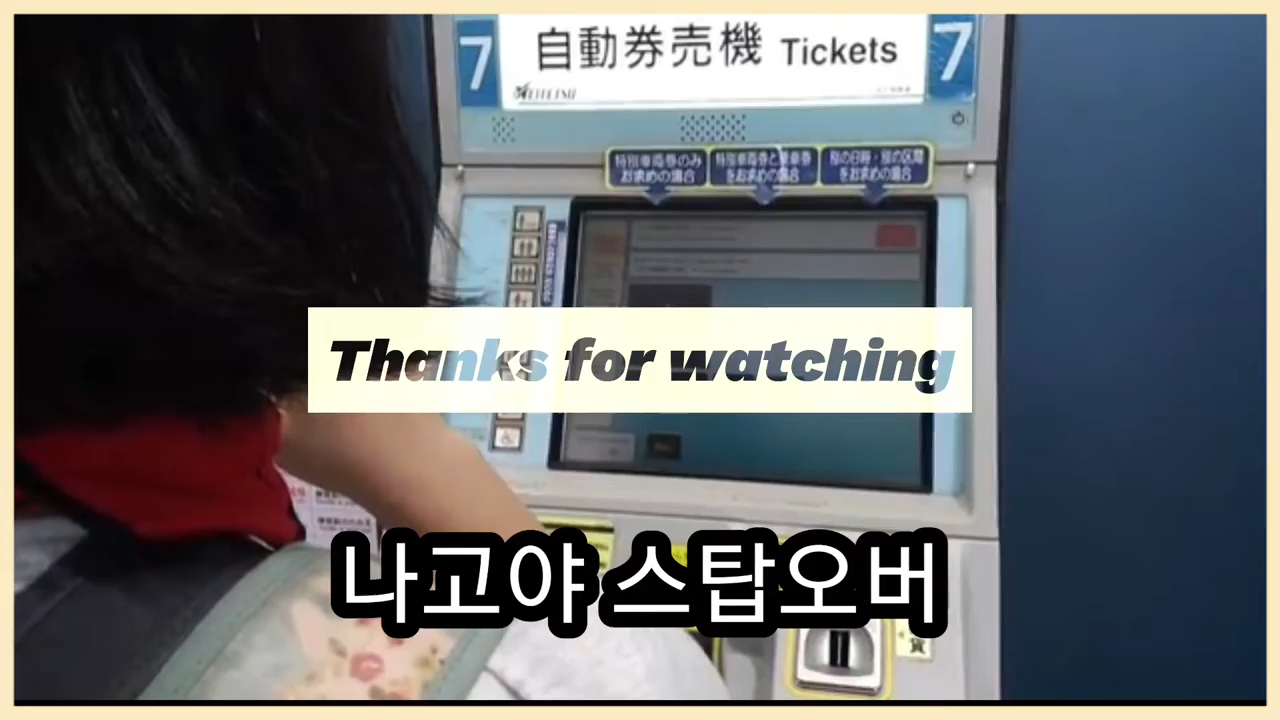 7 自動券売機 Tickets 7
MEITETSU
特別車両券のみ
お求めの場合
特別車両券と乗車券
をお求めの場合
別の日時・別の区間
をお求めの場合
Thanks for watching
나고야 스탑오버